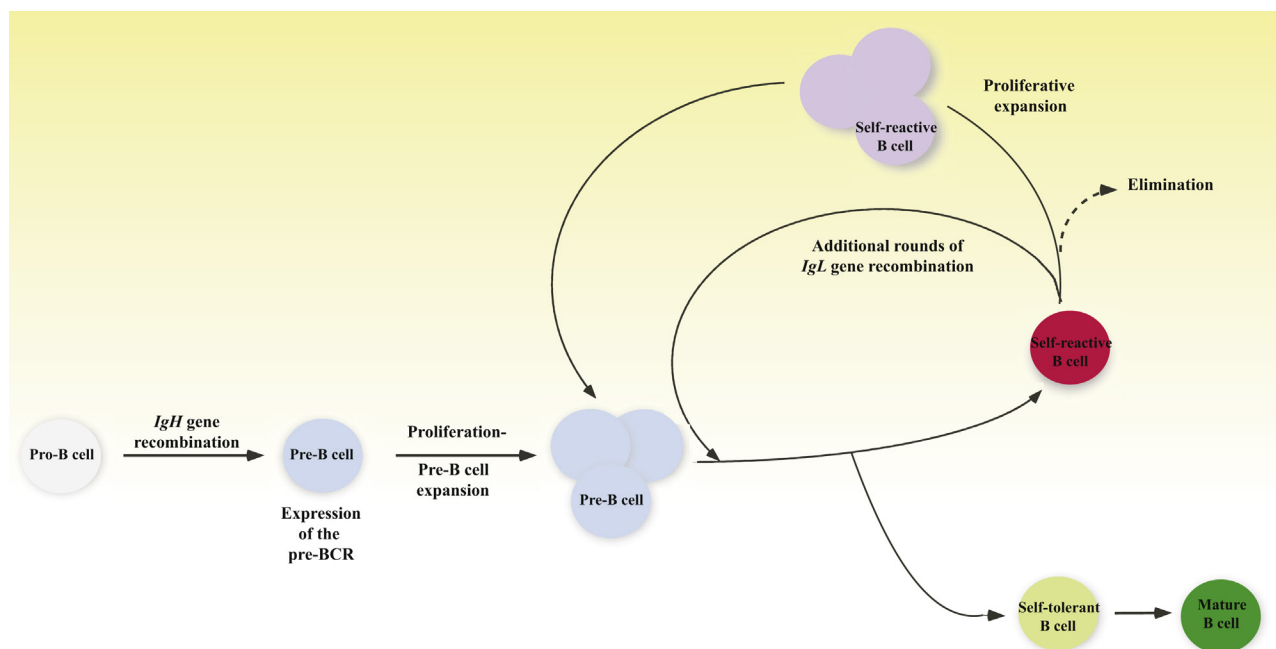 Proliferative
expansion
Self-reactive
B cell
Elimination
Additional rounds of
IgL gene recombination
Self-reactive
B cell
IgH gene
recombination
Pro-B cell
Pre-B cell
Expression
of the
pre-BCR
Proliferation-
Pre-B cell
expansion
Pre-B cell
Self-tolerant
B cell
Mature
B cell